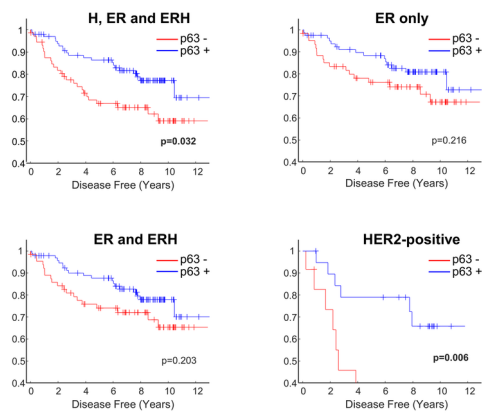 H, ER and ERH
p63 -
p63 +
1
0.9
0.8
0.7
0.6
0.5
0.4
p=0.032
0 2 4 6 8 10 12
Disease Free (Years)
ER only
p63 -
p63 +
1
0.9
0.8
0.7
0.6
0.5
0.4
p=0.216
0 2 4 6 8 10 12
Disease Free (Years)
ER and ERH
p63 -
p63 +
1
0.9
0.8
0.7
0.6
0.5
0.4
p=0.203
0 2 4 6 8 10 12
Disease Free (Years)
HER2-positive
p63 -
p63 +
1
0.9
0.8
0.7
0.6
0.5
0.4
p=0.006
0 2 4 6 8 10 12
Disease Free (Years)